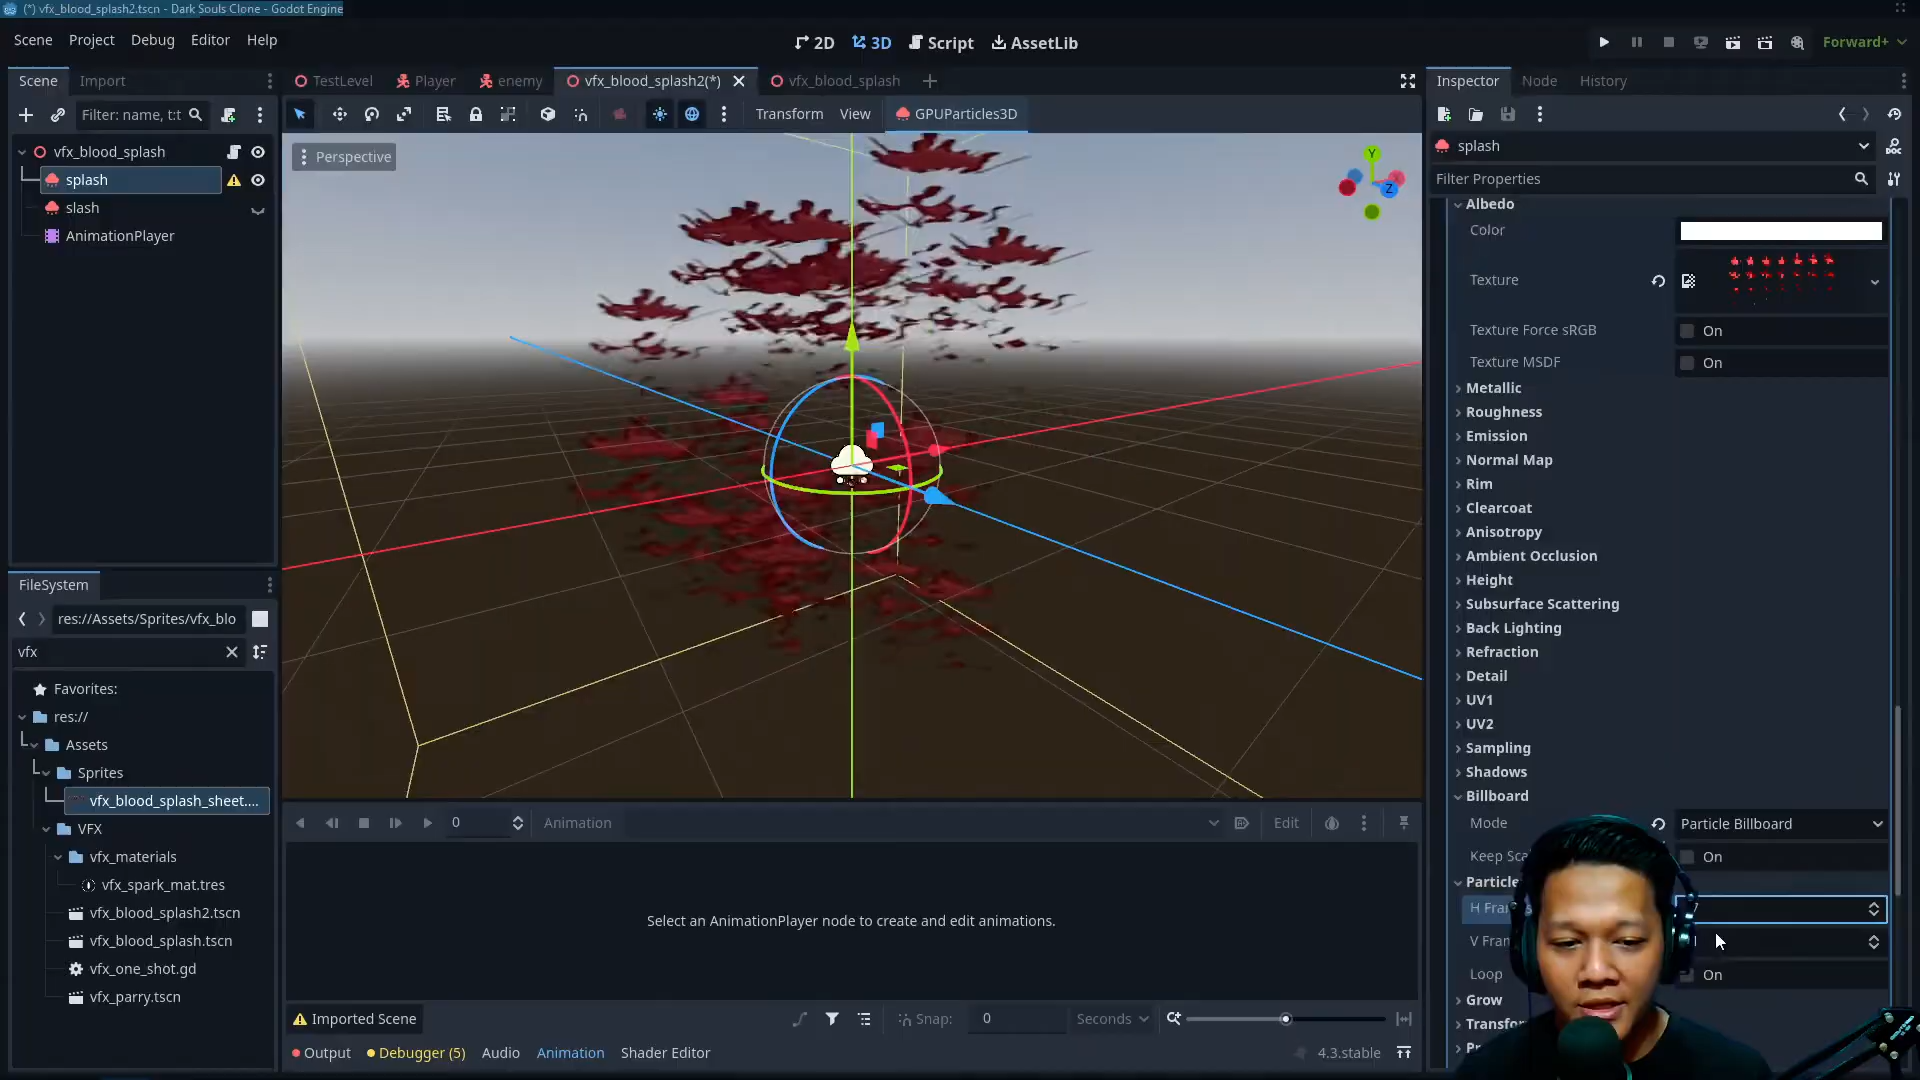 (*) vfx_blood_splash2.tscn - Dark Souls Clone - Godot Engine
Scene Project Debug Editor Help
2D 3D Script AssetLib
Forward+
Scene Import
TestLevel Player enemy vfx_blood_splash2(*) vfx_blood_splash
Inspector Node History
Filter: name, t:t
Transform View GPUParticles3D
vfx_blood_splash
splash
slash
AnimationPlayer
Perspective
Y
Z
splash
Filter Properties
Albedo
Color
Texture
Texture Force sRGB On
Texture MSDF On
Metallic
Roughness
Emission
Normal Map
Rim
Clearcoat
Anisotropy
Ambient Occlusion
Height
Subsurface Scattering
Back Lighting
Refraction
Detail
UV1
UV2
Sampling
Shadows
Billboard
Mode Particle Billboard
On
7
Loop On
Grow
FileSystem
res://Assets/Sprites/vfx_blo
vfx
Favorites:
res://
Assets
Sprites
vfx_blood_splash_sheet....
VFX
vfx_materials
vfx_spark_mat.tres
vfx_blood_splash2.tscn
vfx_blood_splash.tscn
vfx_one_shot.gd
vfx_parry.tscn
0 Animation Edit
Select an AnimationPlayer node to create and edit animations.
Imported Scene Snap: 0 Seconds
Output Debugger (5) Audio Animation Shader Editor 4.3.stable